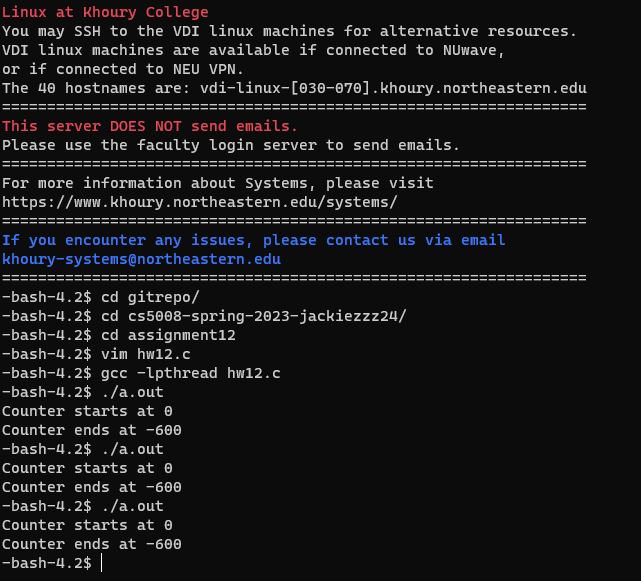 Linux at Khoury College
You may SSH to the VDI linux machines for alternative resources.
VDI linux machines are available if connected to NUwave,
or if connected to NEU VPN.
The 40 hostnames are: vdi-linux-[030-070].khoury.northeastern.edu
=================================================================
This server DOES NOT send emails.
Please use the faculty login server to send emails.
=================================================================
For more information about Systems, please visit
https://www.khoury.northeastern.edu/systems/
=================================================================
If you encounter any issues, please contact us via email
khoury-systems@northeastern.edu
=================================================================
-bash-4.2$ cd gitrepo/
-bash-4.2$ cd cs5008-spring-2023-jackiezzz24/
-bash-4.2$ cd assignment12
-bash-4.2$ vim hw12.c
-bash-4.2$ gcc -lpthread hw12.c
-bash-4.2$ ./a.out
Counter starts at 0
Counter ends at -600
-bash-4.2$ ./a.out
Counter starts at 0
Counter ends at -600
-bash-4.2$ ./a.out
Counter starts at 0
Counter ends at -600
-bash-4.2$